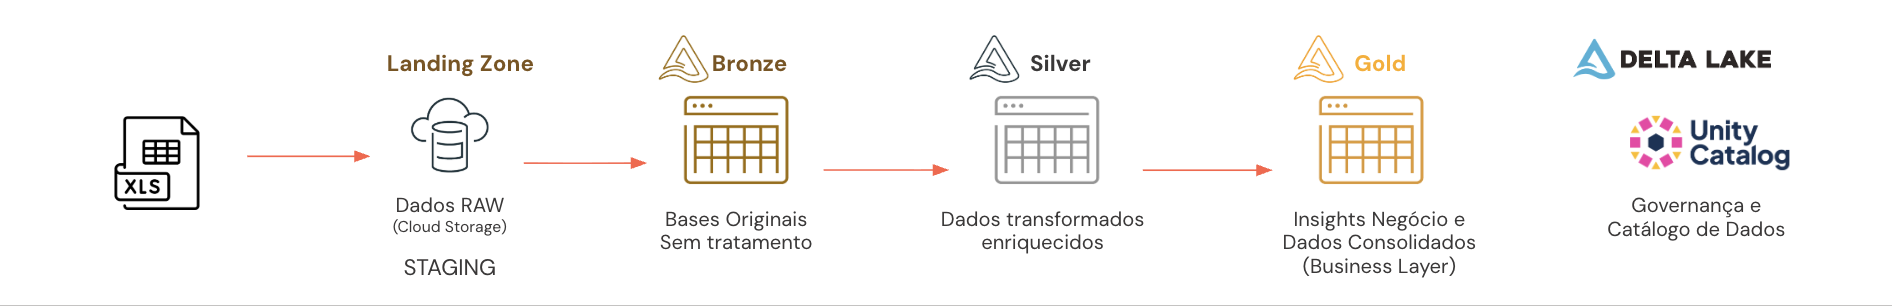 XLS
Landing Zone
Dados RAW
(Cloud Storage)
STAGING
Bronze
Bases Originais
Sem tratamento
Silver
Dados transformados
enriquecidos
Gold
Insights Negócio e
Dados Consolidados
(Business Layer)
DELTA LAKE
Unity
Catalog
Governança e
Catálogo de Dados